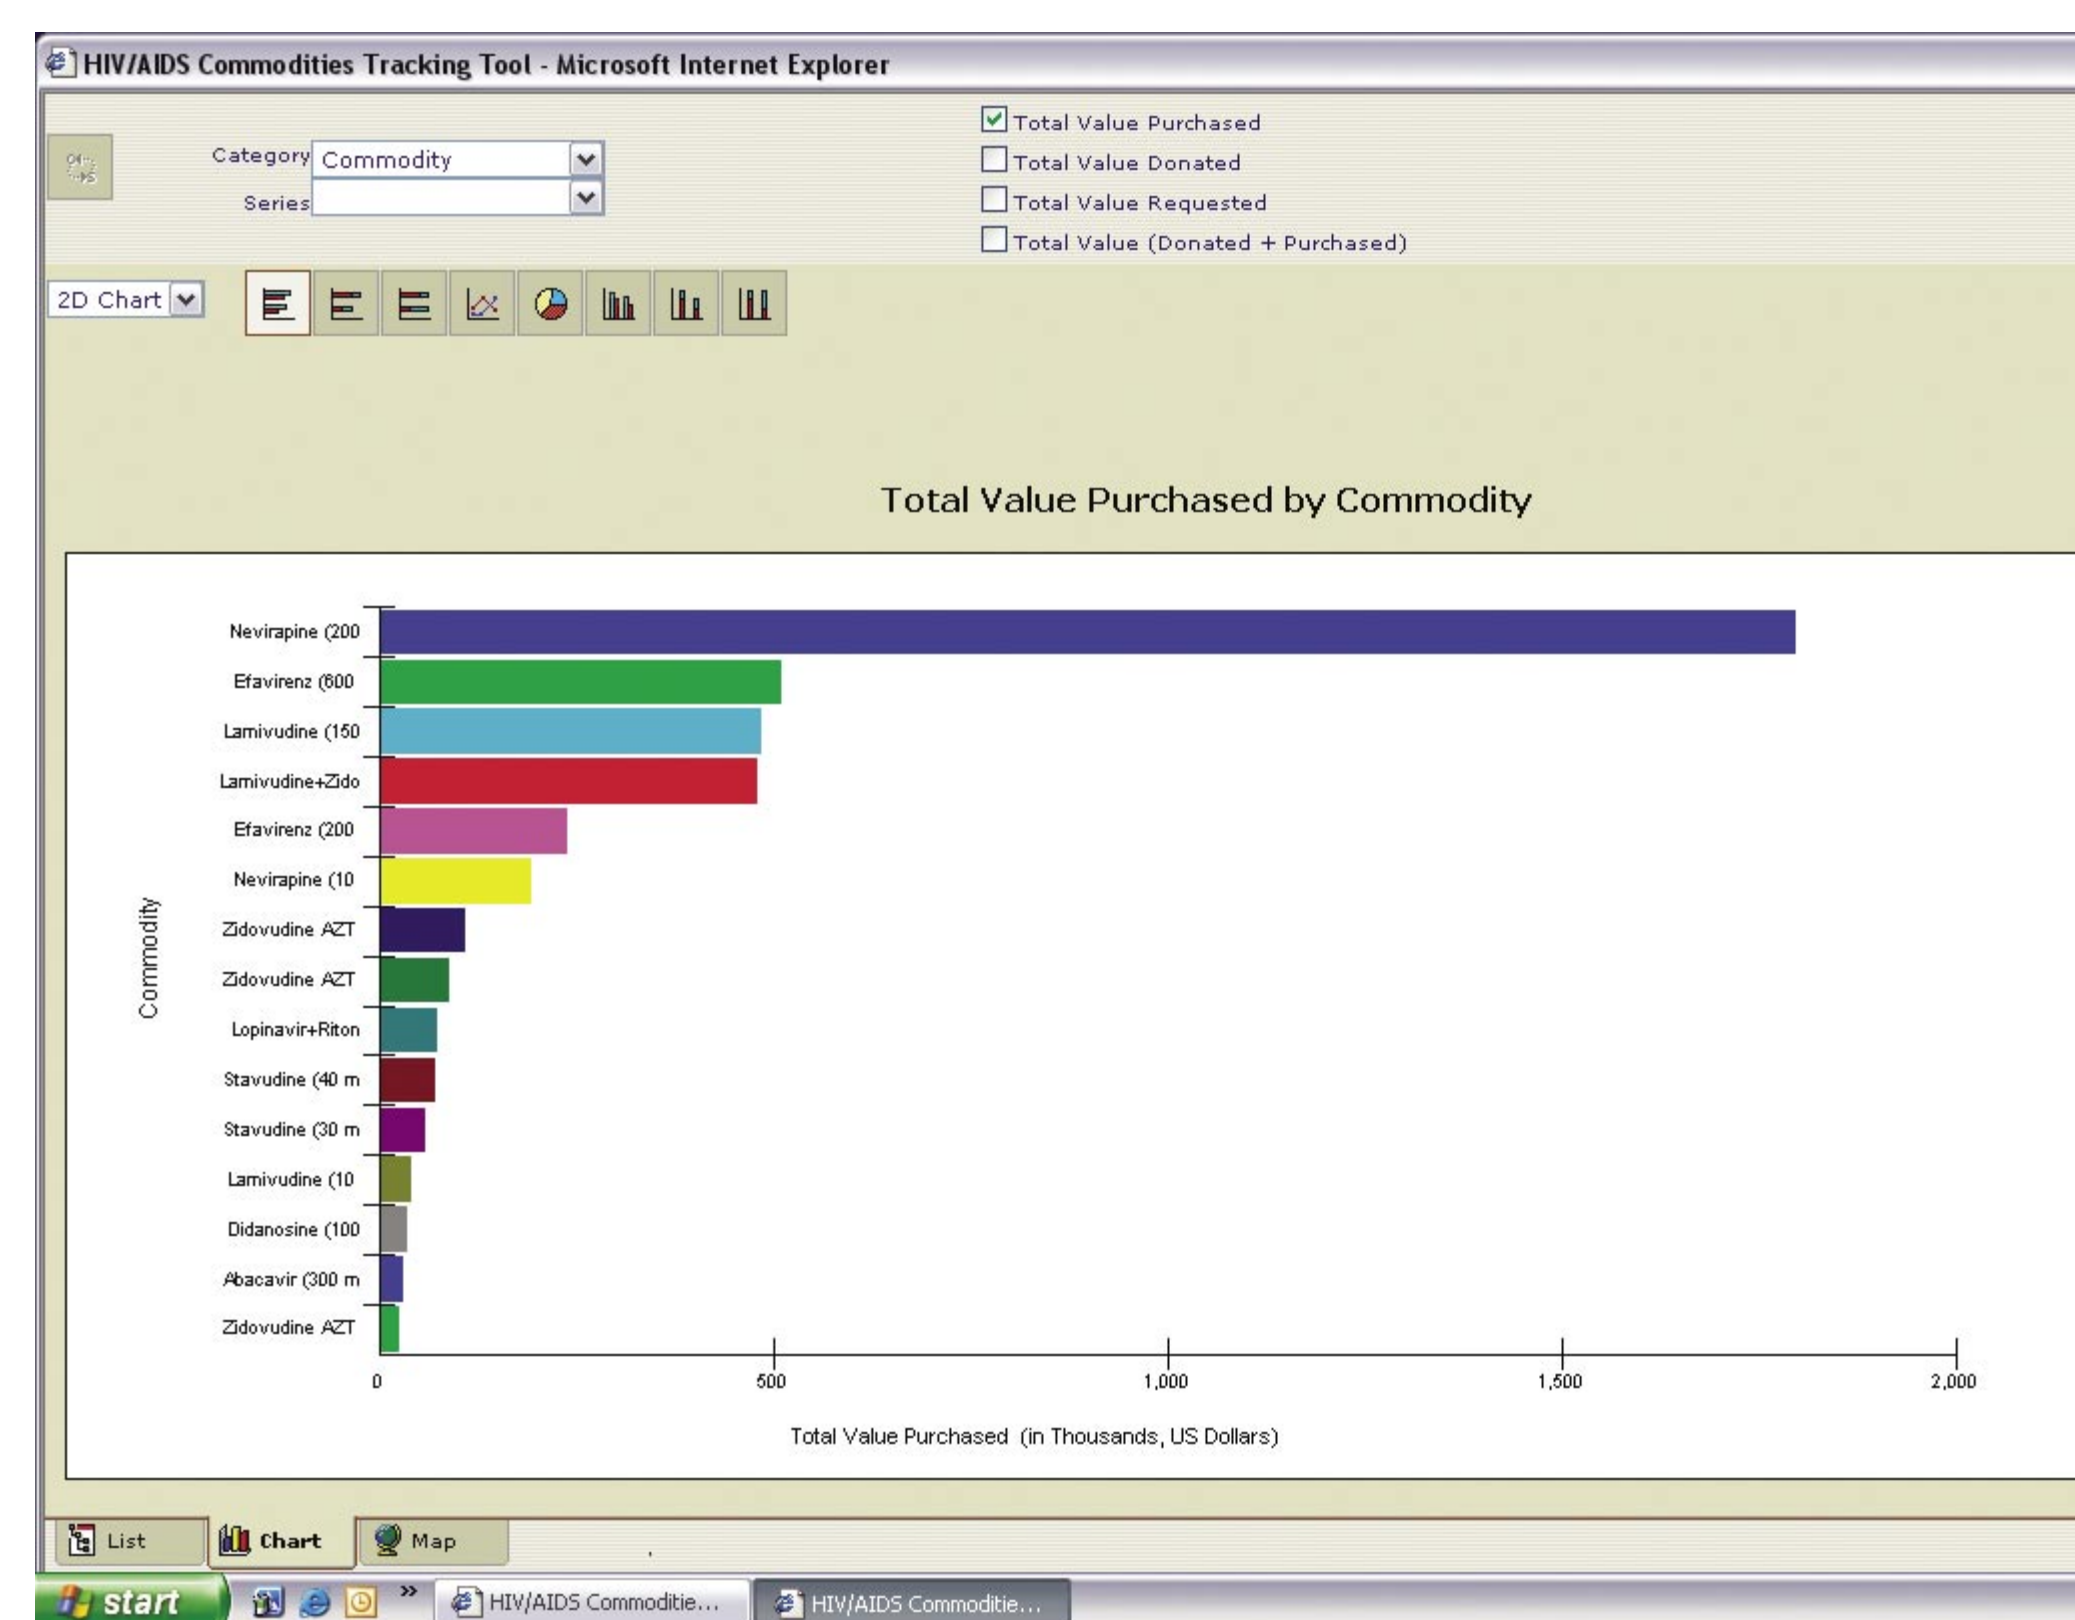 HIV/AIDS Commodities Tracking Tool - Microsoft Internet Explorer
Total Value Purchased
Category Commodity
Total Value Donated
Series
Total Value Requested
Total Value (Donated + Purchased)
2D Chart
Total Value Purchased by Commodity
Commodity
Nevirapine (200
Efavirenz (600
Lamivudine (150
Lamivudine+Zido
Efavirenz (200
Nevirapine (10
Zidovudine AZT
Zidovudine AZT
Lopinavir+Riton
Stavudine (40 m
Stavudine (30 m
Lamivudine (10
Didanosine (100
Abacavir (300 m
Zidovudine AZT
0 500 1,000 1,500 2,000
Total Value Purchased (in Thousands, US Dollars)
List Chart Map
start » HIV/AIDS Commoditie... HIV/AIDS Commoditie...